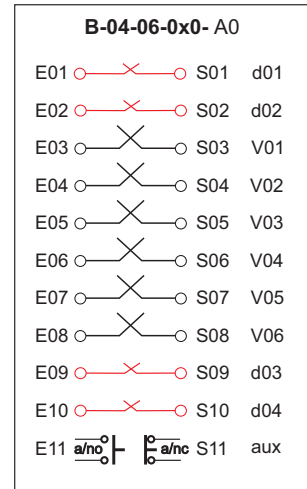 B-04-06-0x0- A0
E01 S01 d01
E02 S02 d02
E03 S03 V01
E04 S04 V02
E05 S05 V03
E06 S06 V04
E07 S07 V05
E08 S08 V06
E09 S09 d03
E10 S10 d04
E11 a/no a/nc S11 aux